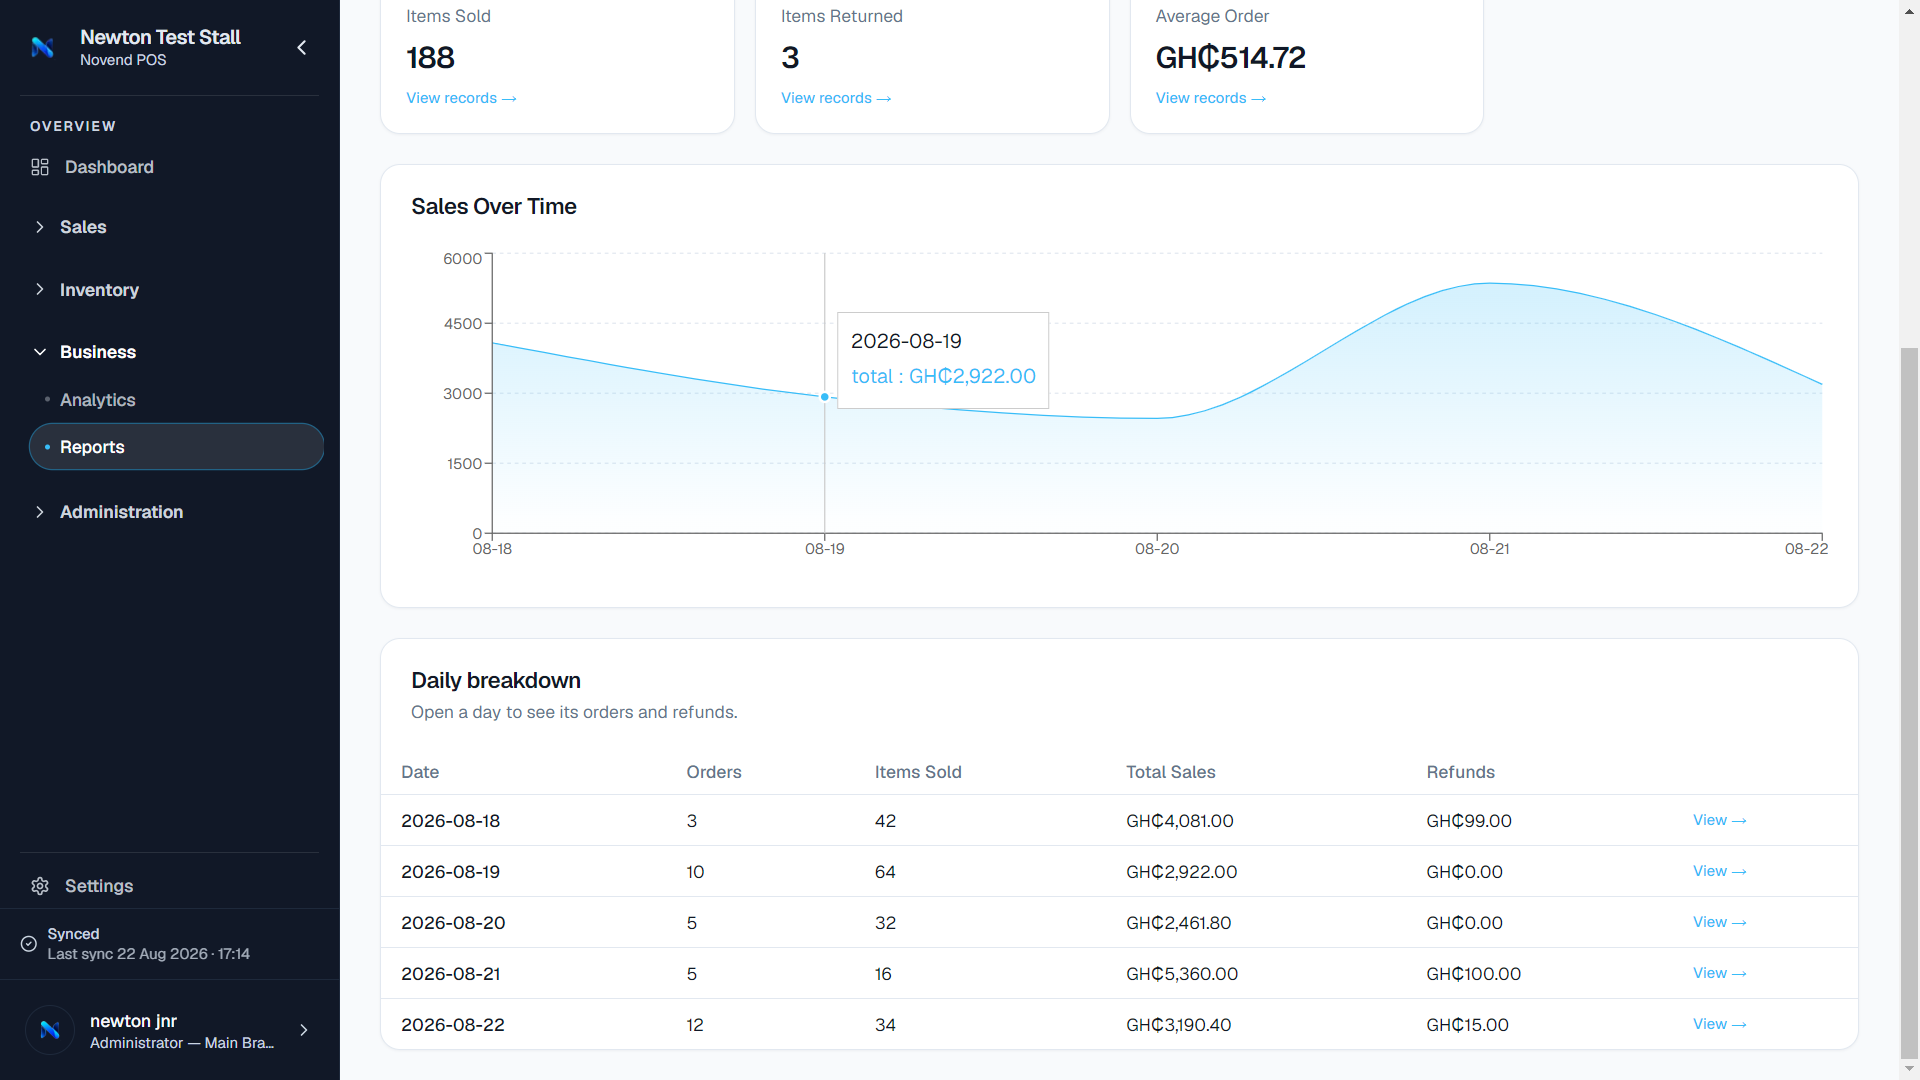 Newton Test Stall
Novend POS
OVERVIEW
Dashboard
Sales
Inventory
Business
Analytics
Reports
Administration
Settings
Synced
Last sync 22 Aug 2026 · 17:14
newton jnr
Administrator — Main Bra...
Items Sold
188
View records →
Items Returned
3
View records →
Average Order
GH₵514.72
View records →
Sales Over Time
6000
4500
3000
1500
0
08-18
08-19
08-20
08-21
08-22
2026-08-19
total : GH₵2,922.00
Daily breakdown
Open a day to see its orders and refunds.
Date Orders Items Sold Total Sales Refunds
2026-08-18 3 42 GH₵4,081.00 GH₵99.00 View →
2026-08-19 10 64 GH₵2,922.00 GH₵0.00 View →
2026-08-20 5 32 GH₵2,461.80 GH₵0.00 View →
2026-08-21 5 16 GH₵5,360.00 GH₵100.00 View →
2026-08-22 12 34 GH₵3,190.40 GH₵15.00 View →